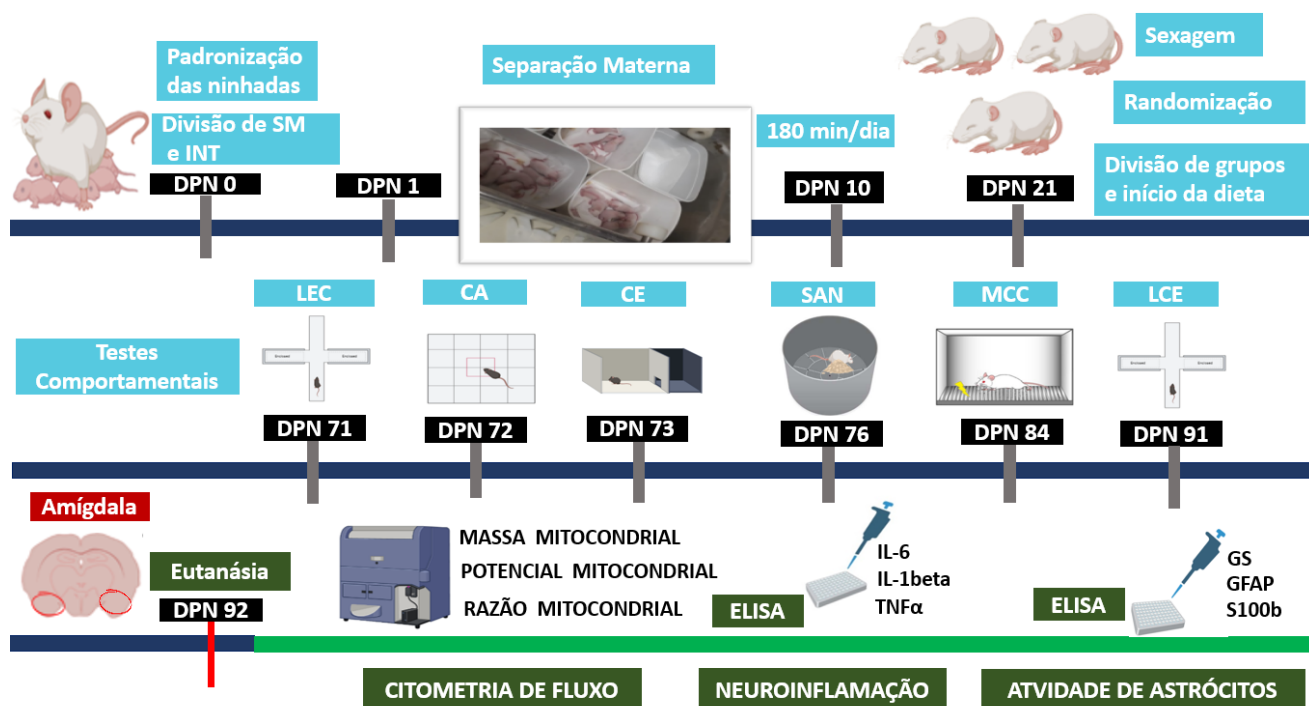 Padronização
das ninhadas
Divisão de SM
e INT
DPN 0
DPN 1
Separação Materna
180 min/dia
DPN 10
Sexagem
Randomização
DPN 21
Divisão de grupos
e início da dieta
Testes
Comportamentais
LEC
DPN 71
CA
DPN 72
CE
DPN 73
SAN
DPN 76
MCC
DPN 84
LCE
DPN 91
Amígdala
Eutanásia
DPN 92
MASSA MITOCONDRIAL
POTENCIAL MITOCONDRIAL
RAZÃO MITOCONDRIAL
CITOMETRIA DE FLUXO
ELISA
IL-6
IL-1beta
TNFα
NEUROINFLAMAÇÃO
ELISA
GS
GFAP
S100b
ATVIDADE DE ASTRÓCITOS